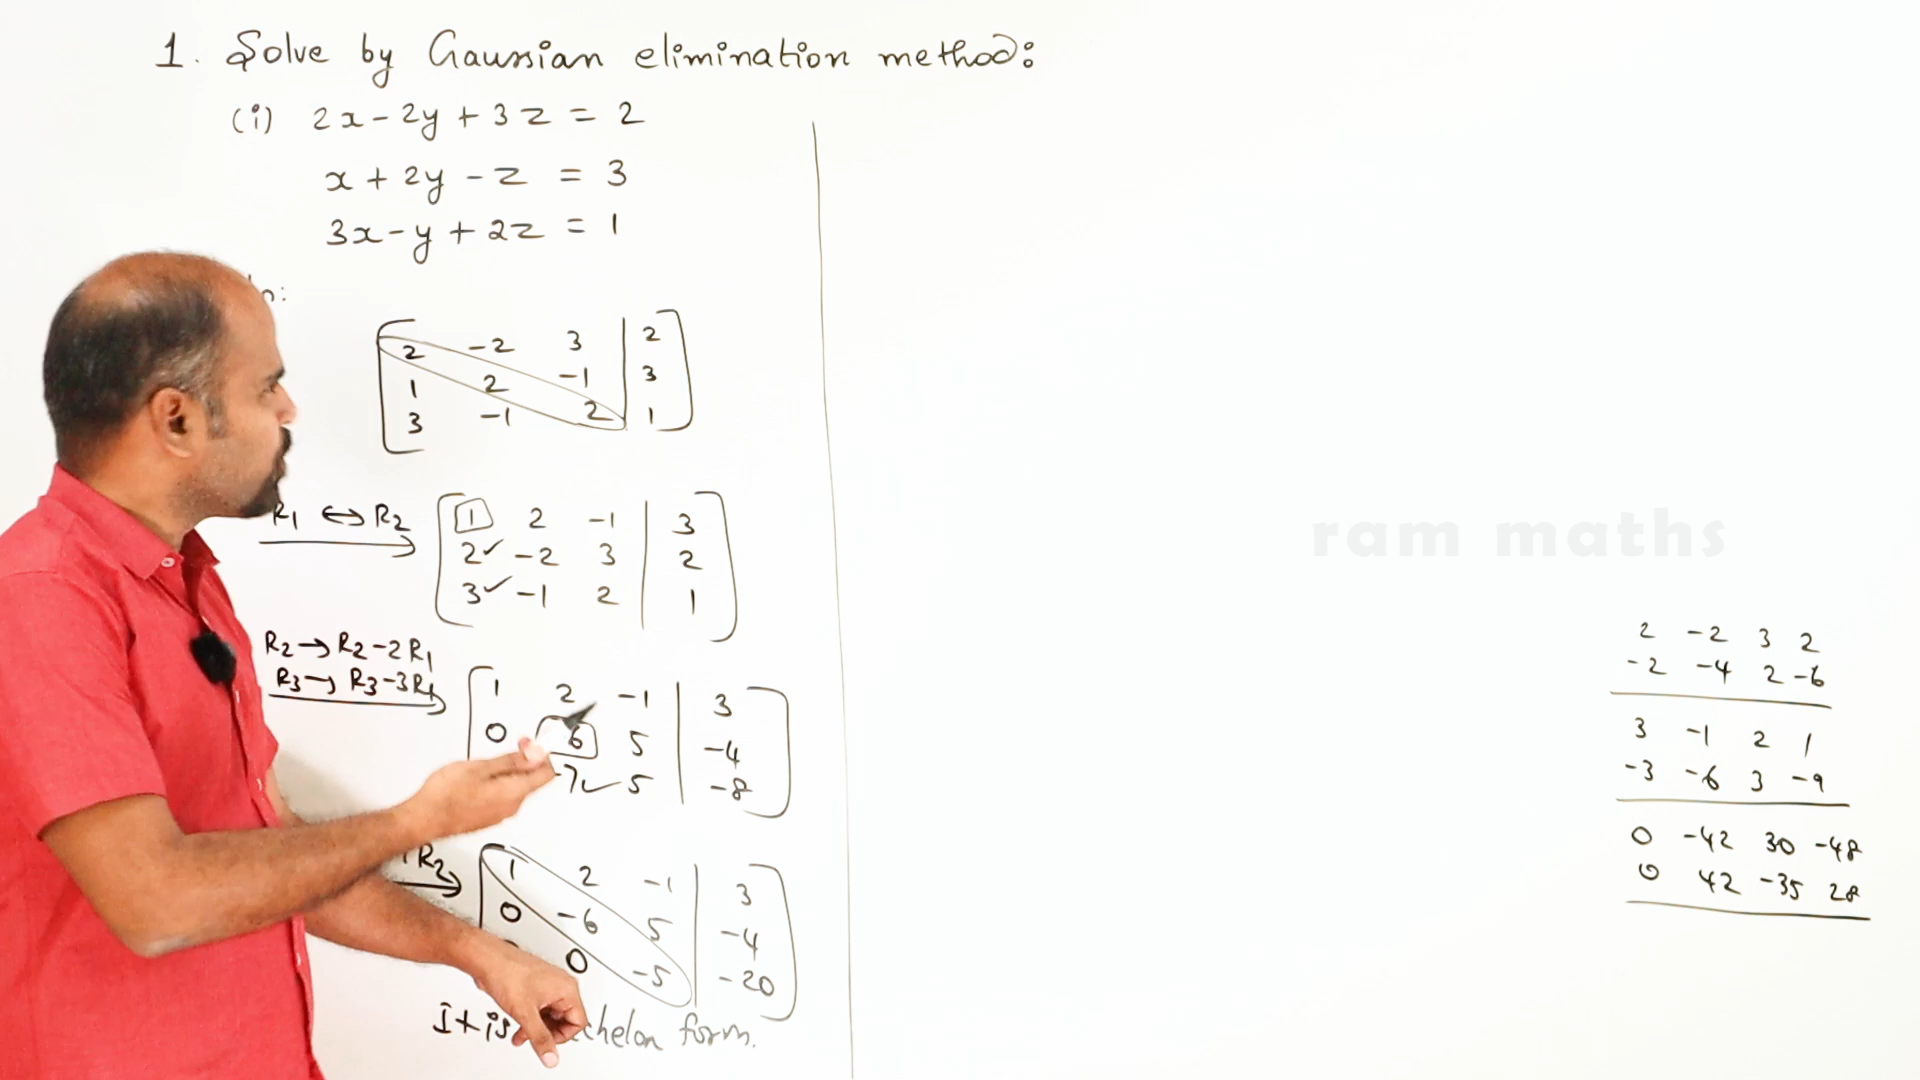 1. Solve by Gaussian elimination method:
(i) 2x - 2y + 3z = 2
x + 2y - z = 3
3x - y + 2z = 1
2 -2 3 | 2
1 2 -1 | 3
3 -1 2 | 1
R1 ↔ R2
1 2 -1 | 3
2✓ -2 3 | 2
3✓ -1 2 | 1
R2 → R2 - 2R1
R3 → R3 - 3R1
1 2 -1 | 3
0 6 5 | -4
-7✓ 5 | -8
R2
1 2 -1 | 3
0 -6 5 | -4
0 -5 | -20
It is form.
ram maths
2 -2 3 2
-2 -4 2 -6
3 -1 2 1
-3 -6 3 -9
0 -42 30 -48
0 42 -35 28